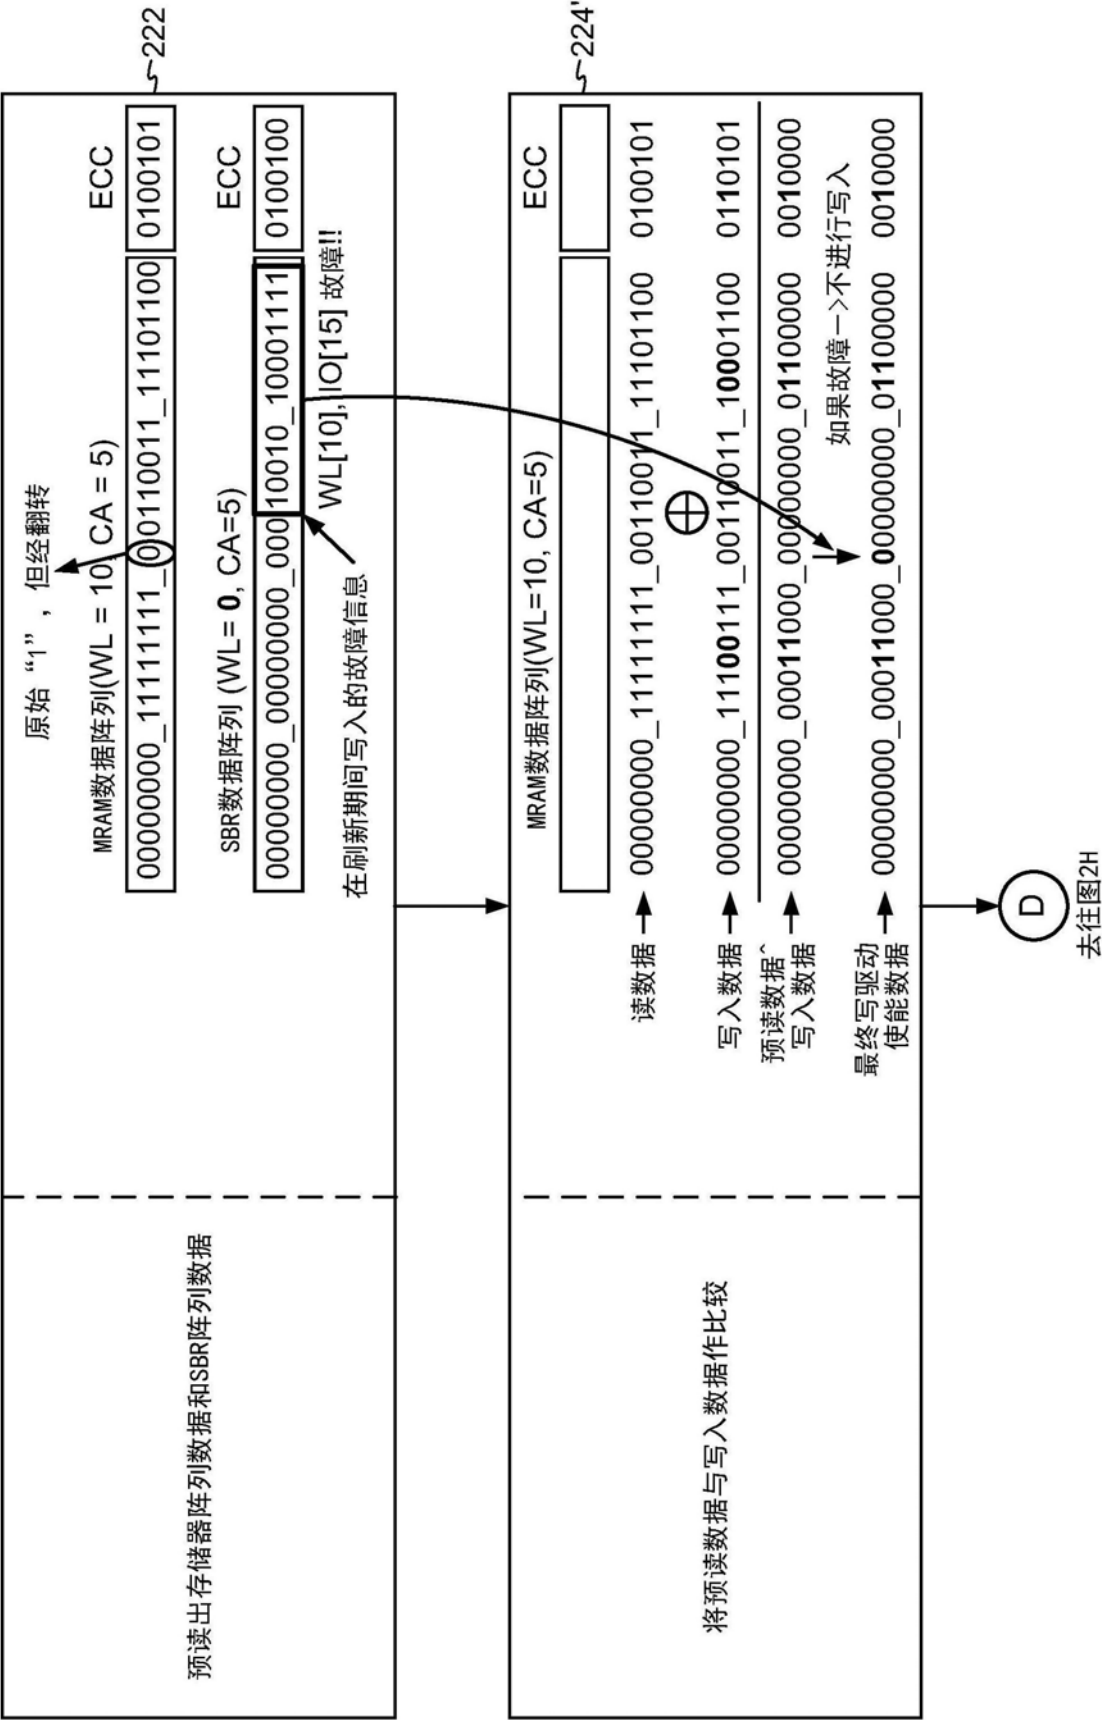 原始“1”，但经翻转
MRAM数据阵列(WL = 10, CA = 5) ECC
00000000_11111111_00110011_11101100 0100101
222
SBR数据阵列 (WL= 0, CA=5) ECC
00000000_00000000_00010010_10001111 0100100
WL[10], IO[15] 故障!!
在刷新期间写入的故障信息
预读出存储器阵列数据和SBR阵列数据
MRAM数据阵列(WL=10, CA=5) ECC
224'
读数据 00000000_11111111_00110011_11101100 0100101
写入数据 00000000_11100111_00110011_10001100 0110101
预读数据^
写入数据 00000000_00011000_00000000_01100000 0010000
如果故障—>不进行写入
最终写驱动
使能数据 00000000_00011000_00000000_01100000 0010000
将预读数据与写入数据作比较
D
去往图2H